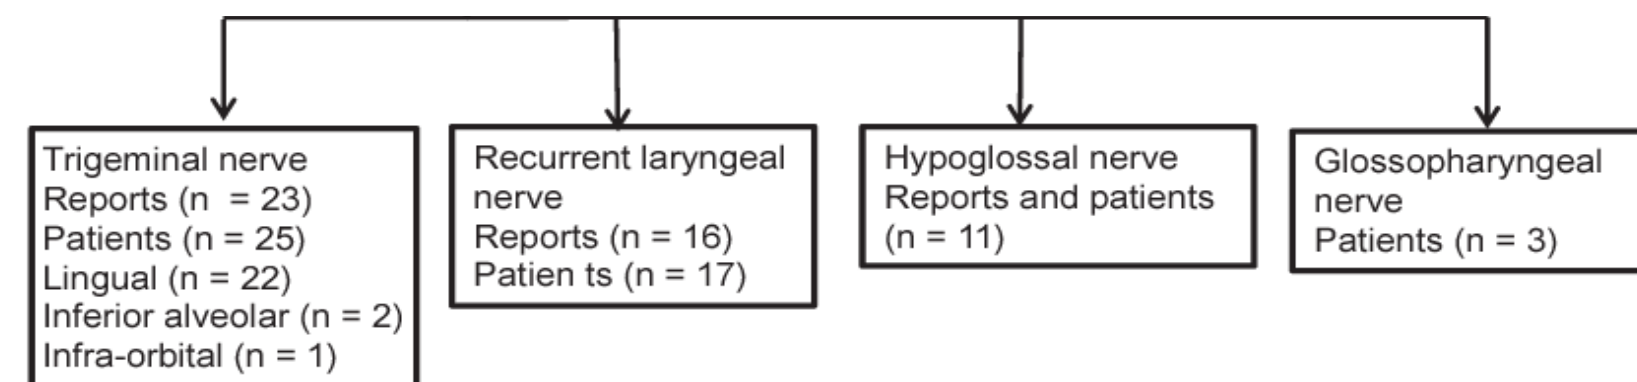 Trigeminal nerve
Reports (n  = 23)
Patients (n = 25)
Lingual (n = 22)
Inferior alveolar (n = 2)
Infra-orbital (n = 1)
Recurrent laryngeal
nerve
Reports (n = 16)
Patien ts (n = 17)
Hypoglossal nerve
Reports and patients
(n = 11)
Glossopharyngeal
nerve
Patients (n = 3)